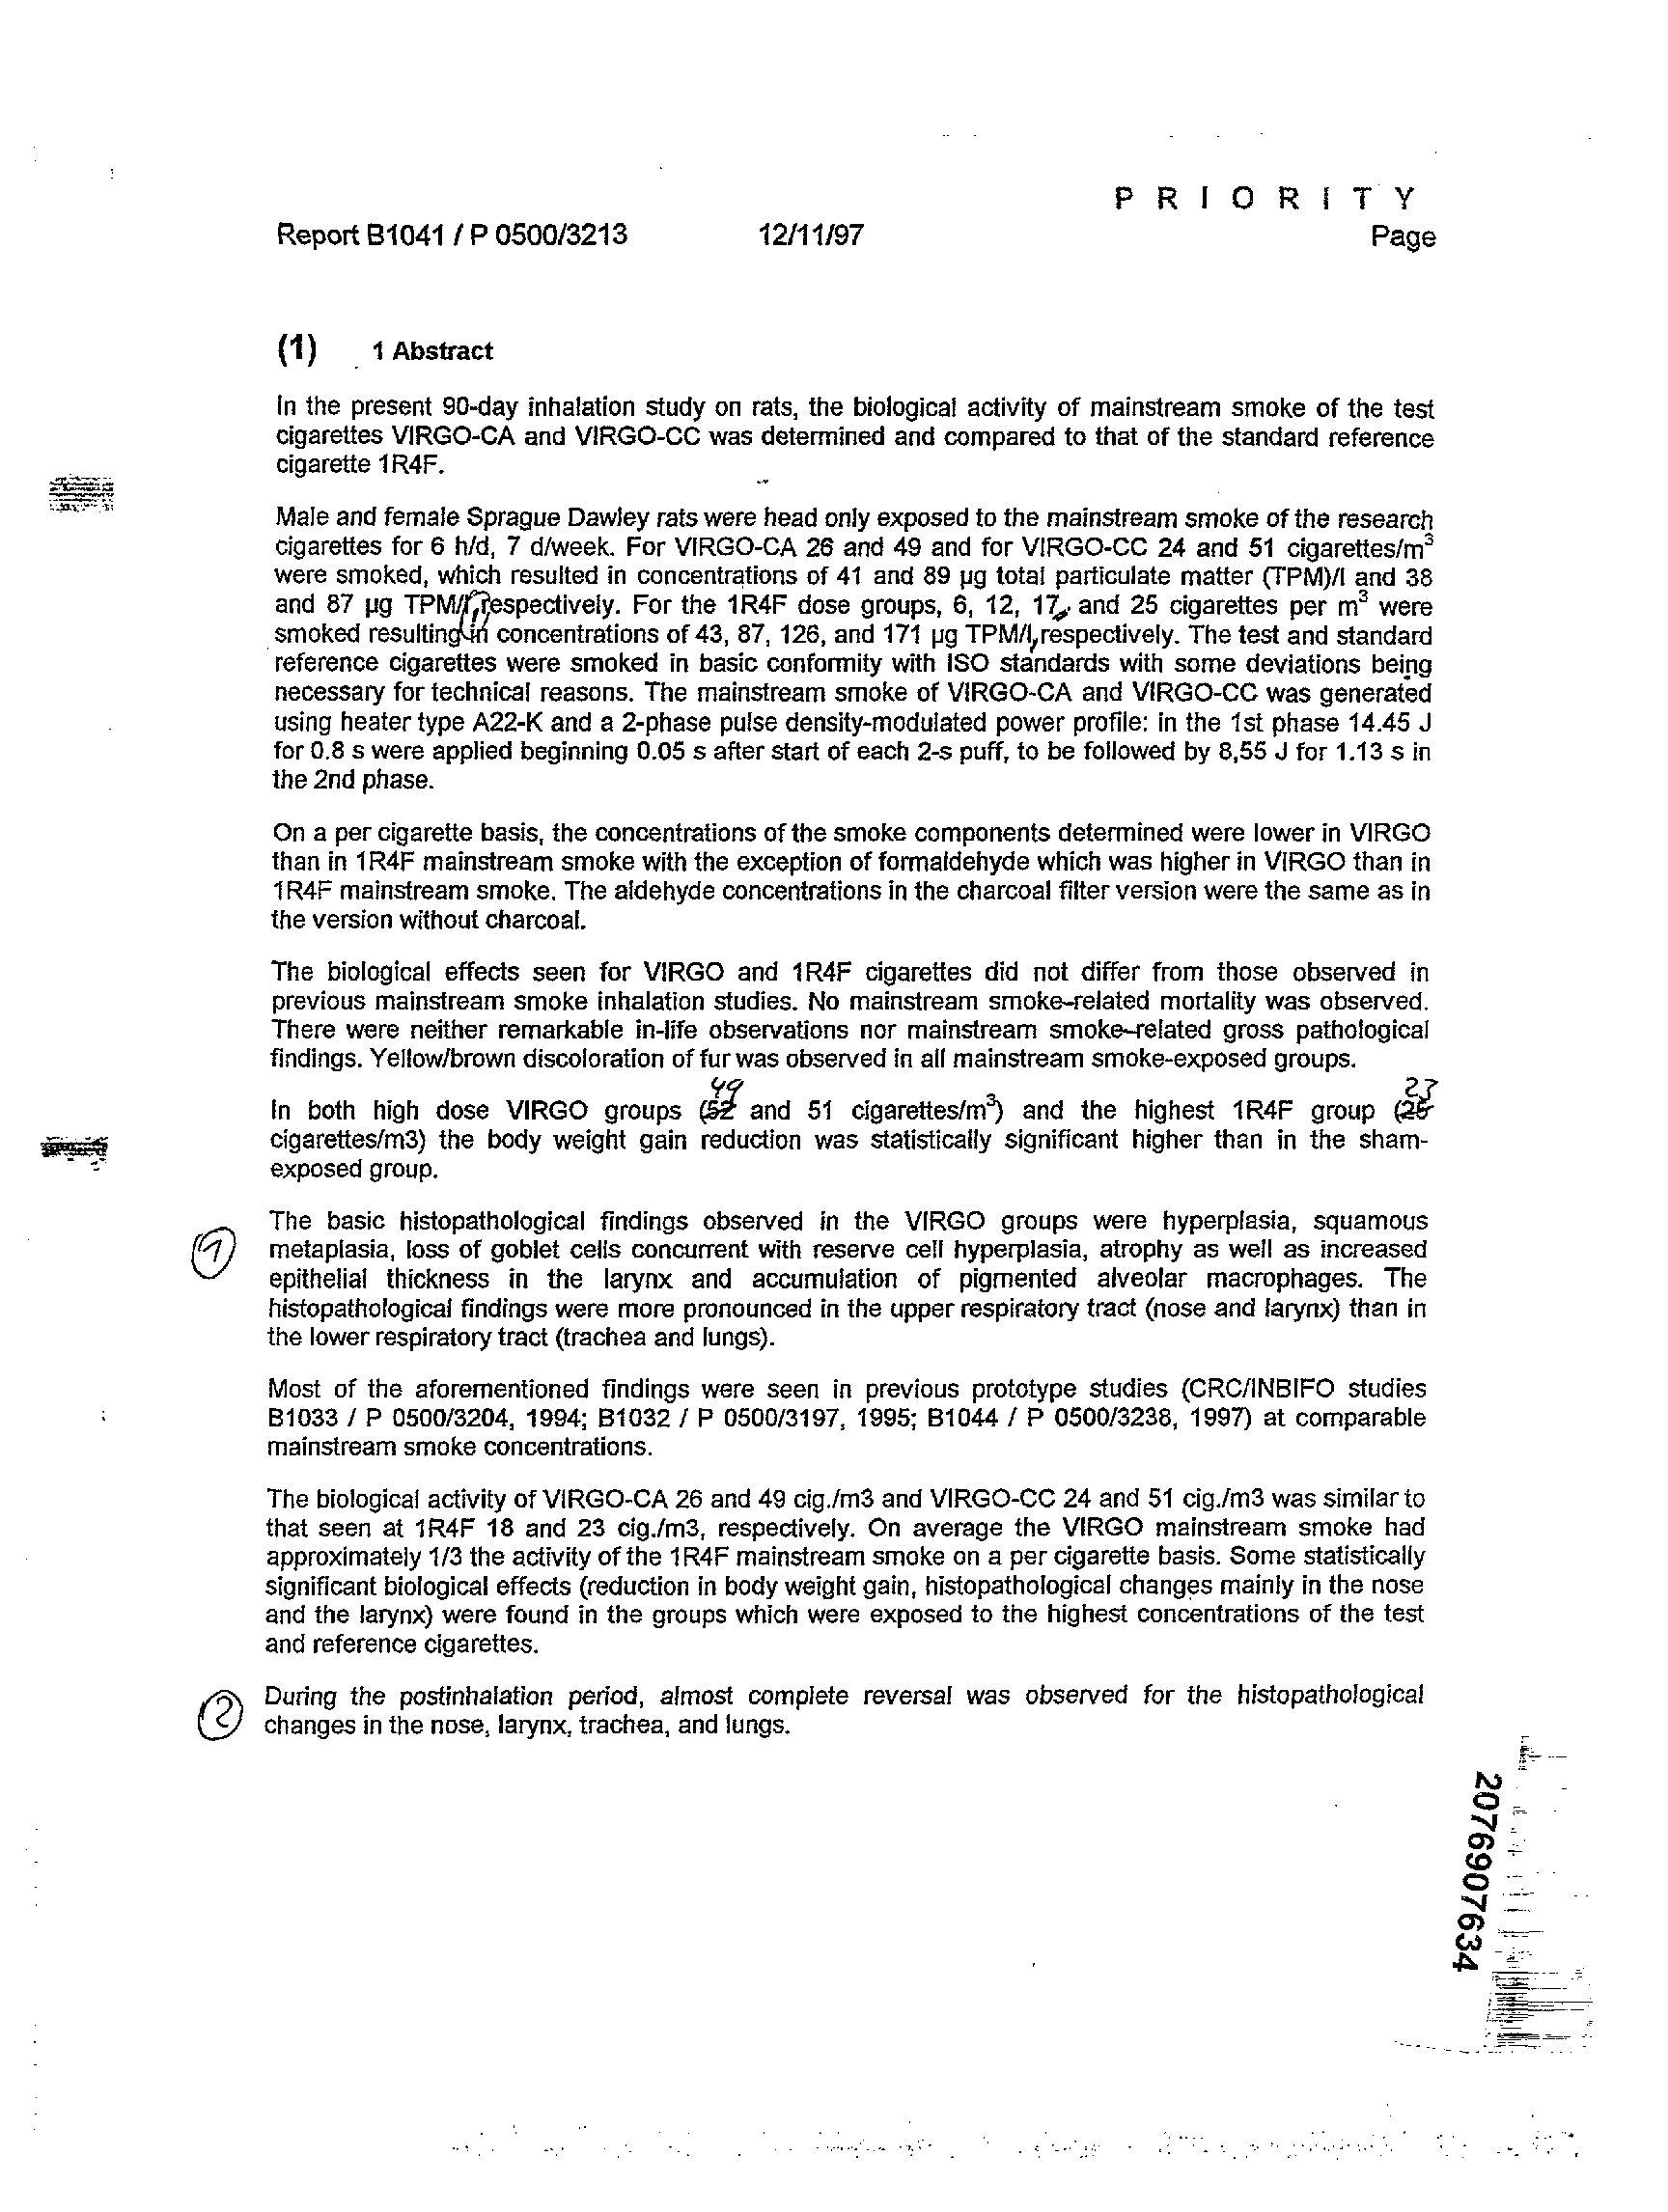 P R I O R I T Y
Report B1041 / P 0500/3213 12/11/97 Page
(1) 1 Abstract
In the present 90-day inhalation study on rats, the biological activity of mainstream smoke of the test
cigarettes VIRGO-CA and VIRGO-CC was determined and compared to that of the standard reference
cigarette 1R4F.
Male and female Sprague Dawley rats were head only exposed to the mainstream smoke of the research
cigarettes for 6 h/d, 7 d/week. For VIRGO-CA 26 and 49 and for VIRGO-CC 24 and 51 cigarettes/m³
were smoked, which resulted in concentrations of 41 and 89 µg total particulate matter (TPM)/l and 38
and 87 µg TPM/l, respectively. For the 1R4F dose groups, 6, 12, 17, and 25 cigarettes per m³ were
smoked resulting in concentrations of 43, 87, 126, and 171 µg TPM/l, respectively. The test and standard
reference cigarettes were smoked in basic conformity with ISO standards with some deviations being
necessary for technical reasons. The mainstream smoke of VIRGO-CA and VIRGO-CC was generated
using heater type A22-K and a 2-phase pulse density-modulated power profile: in the 1st phase 14.45 J
for 0.8 s were applied beginning 0.05 s after start of each 2-s puff, to be followed by 8,55 J for 1.13 s in
the 2nd phase.
On a per cigarette basis, the concentrations of the smoke components determined were lower in VIRGO
than in 1R4F mainstream smoke with the exception of formaldehyde which was higher in VIRGO than in
1R4F mainstream smoke. The aldehyde concentrations in the charcoal filter version were the same as in
the version without charcoal.
The biological effects seen for VIRGO and 1R4F cigarettes did not differ from those observed in
previous mainstream smoke inhalation studies. No mainstream smoke-related mortality was observed.
There were neither remarkable in-life observations nor mainstream smoke-related gross pathological
findings. Yellow/brown discoloration of fur was observed in all mainstream smoke-exposed groups.
49 23
In both high dose VIRGO groups (52 and 51 cigarettes/m³) and the highest 1R4F group (25
cigarettes/m3) the body weight gain reduction was statistically significant higher than in the sham-
exposed group.
(1) The basic histopathological findings observed in the VIRGO groups were hyperplasia, squamous
metaplasia, loss of goblet cells concurrent with reserve cell hyperplasia, atrophy as well as increased
epithelial thickness in the larynx and accumulation of pigmented alveolar macrophages. The
histopathological findings were more pronounced in the upper respiratory tract (nose and larynx) than in
the lower respiratory tract (trachea and lungs).
Most of the aforementioned findings were seen in previous prototype studies (CRC/INBIFO studies
B1033 / P 0500/3204, 1994; B1032 / P 0500/3197, 1995; B1044 / P 0500/3238, 1997) at comparable
mainstream smoke concentrations.
The biological activity of VIRGO-CA 26 and 49 cig./m3 and VIRGO-CC 24 and 51 cig./m3 was similar to
that seen at 1R4F 18 and 23 cig./m3, respectively. On average the VIRGO mainstream smoke had
approximately 1/3 the activity of the 1R4F mainstream smoke on a per cigarette basis. Some statistically
significant biological effects (reduction in body weight gain, histopathological changes mainly in the nose
and the larynx) were found in the groups which were exposed to the highest concentrations of the test
and reference cigarettes.
(2) During the postinhalation period, almost complete reversal was observed for the histopathological
changes in the nose, larynx, trachea, and lungs.
2076907634